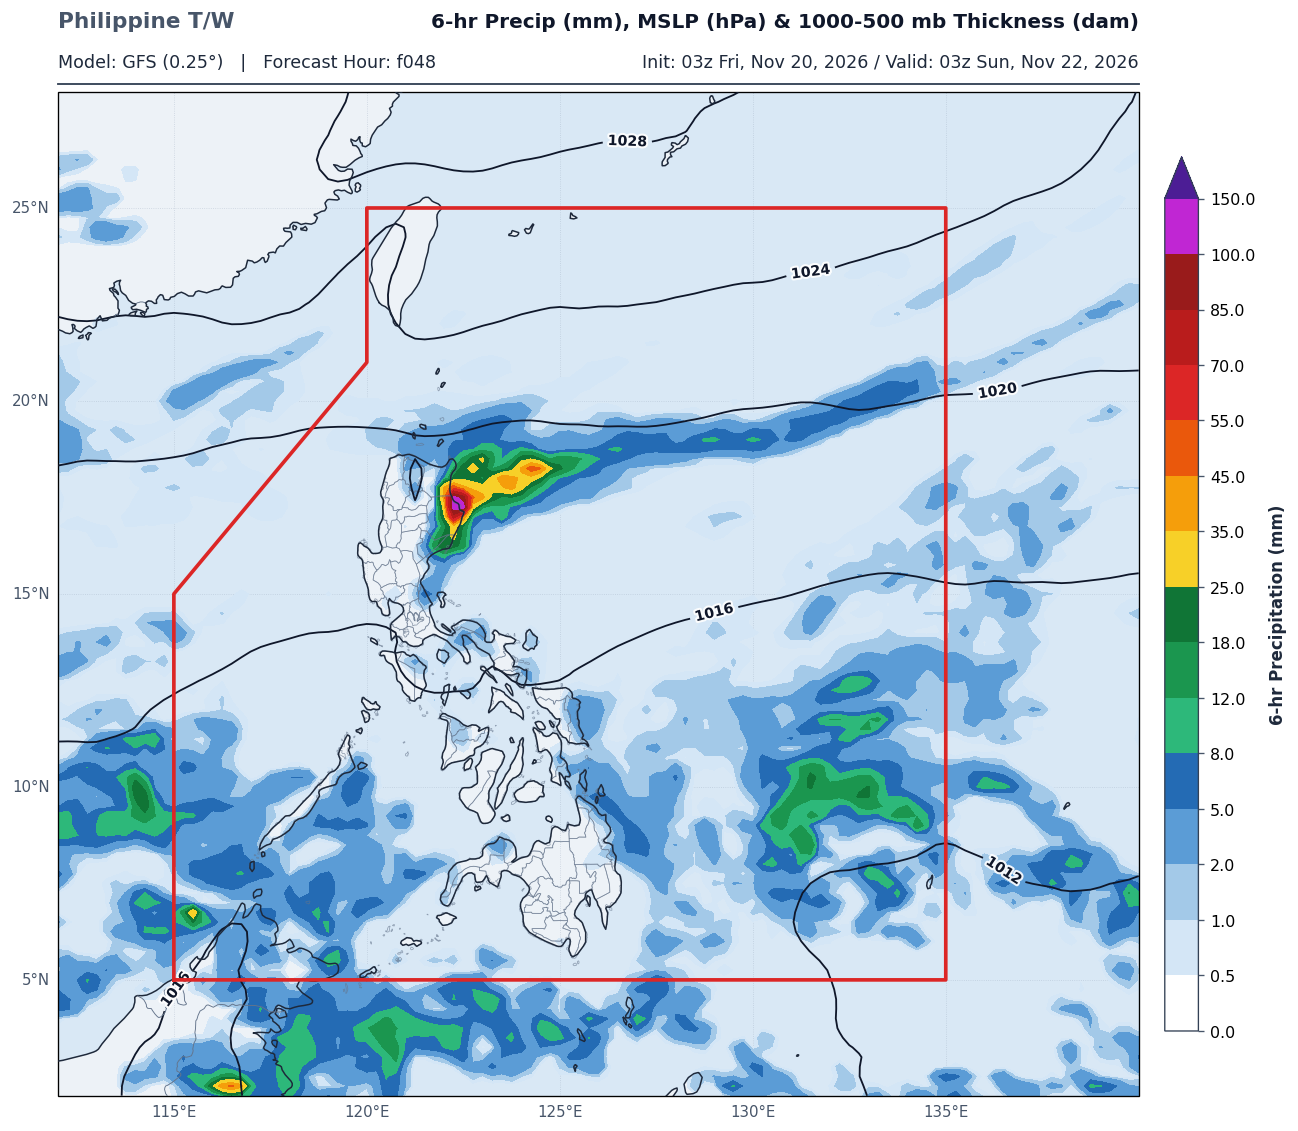 Philippine T/W
6-hr Precip (mm), MSLP (hPa) & 1000-500 mb Thickness (dam)
Model: GFS (0.25°) | Forecast Hour: f048
Init: 03z Fri, Nov 20, 2026 / Valid: 03z Sun, Nov 22, 2026
1028
1024
1020
1016
1012
1016
25°N
20°N
15°N
10°N
5°N
115°E
120°E
125°E
130°E
135°E
150.0
100.0
85.0
70.0
55.0
45.0
35.0
25.0
18.0
12.0
8.0
5.0
2.0
1.0
0.5
0.0
6-hr Precipitation (mm)